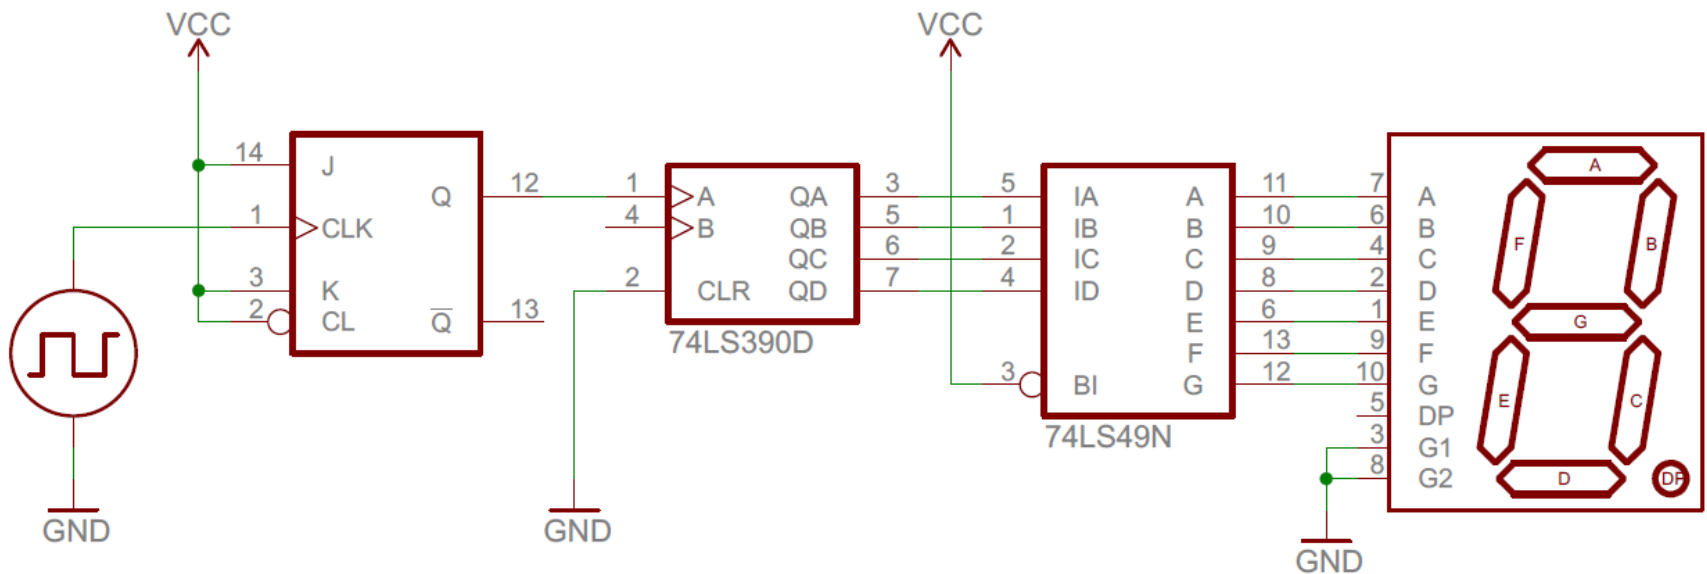 VCC
VCC
14 J
Q 12
1 CLK
3 K
2 CL
Q 13
1 A QA 3
4 B QB 5
QC 6
2 CLR QD 7
74LS390D
5 IA A 11
1 IB B 10
2 IC C 9
4 ID D 8
E 6
F 13
3 BI G 12
74LS49N
7 A
6 B
4 C
2 D
1 E
9 F
10 G
5 DP
3 G1
8 G2
A
F B
G
E C
D DP
GND
GND
GND